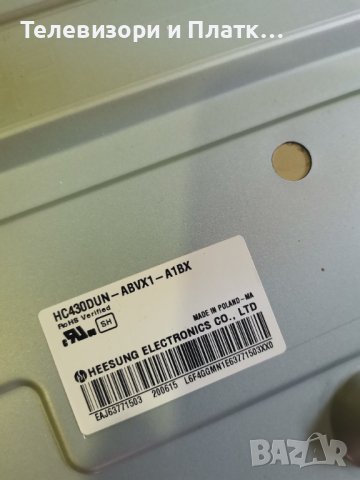 Телевизори и Платк...
HC430DUN-ABVX1-A1BX
RoHS Verified
SH
MADE IN POLAND-MA
HEESUNG ELECTRONICS CO., LTD
EAJ63771503 200615 L6F4GGMN1E63771503XX0
BAZAR